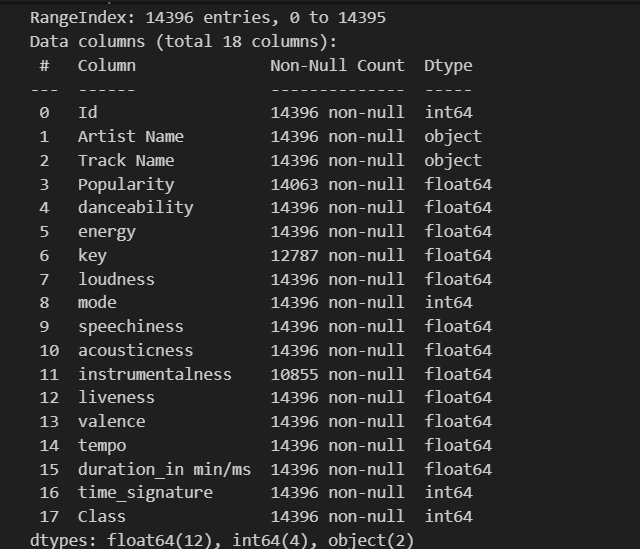 RangeIndex: 14396 entries, 0 to 14395
Data columns (total 18 columns):
 #   Column              Non-Null Count  Dtype
---  ------              --------------  -----
 0   Id                  14396 non-null  int64
 1   Artist Name         14396 non-null  object
 2   Track Name          14396 non-null  object
 3   Popularity          14063 non-null  float64
 4   danceability        14396 non-null  float64
 5   energy              14396 non-null  float64
 6   key                 12787 non-null  float64
 7   loudness            14396 non-null  float64
 8   mode                14396 non-null  int64
 9   speechiness         14396 non-null  float64
 10  acousticness        14396 non-null  float64
 11  instrumentalness    10855 non-null  float64
 12  liveness            14396 non-null  float64
 13  valence             14396 non-null  float64
 14  tempo               14396 non-null  float64
 15  duration_in min/ms  14396 non-null  float64
 16  time_signature      14396 non-null  int64
 17  Class               14396 non-null  int64
dtypes: float64(12), int64(4), object(2)